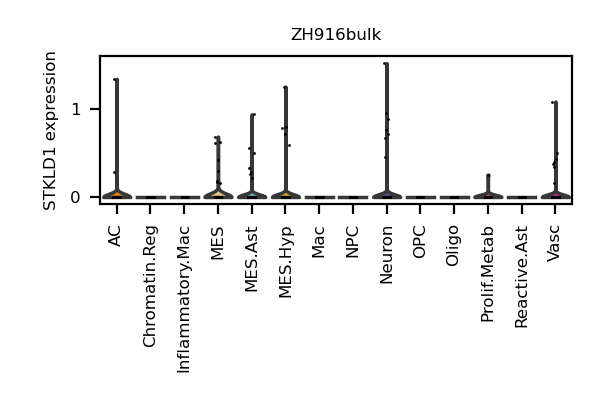 ZH916bulk
STKLD1 expression
1
0
AC
Chromatin.Reg
Inflammatory.Mac
MES
MES.Ast
MES.Hyp
Mac
NPC
Neuron
OPC
Oligo
Prolif.Metab
Reactive.Ast
Vasc